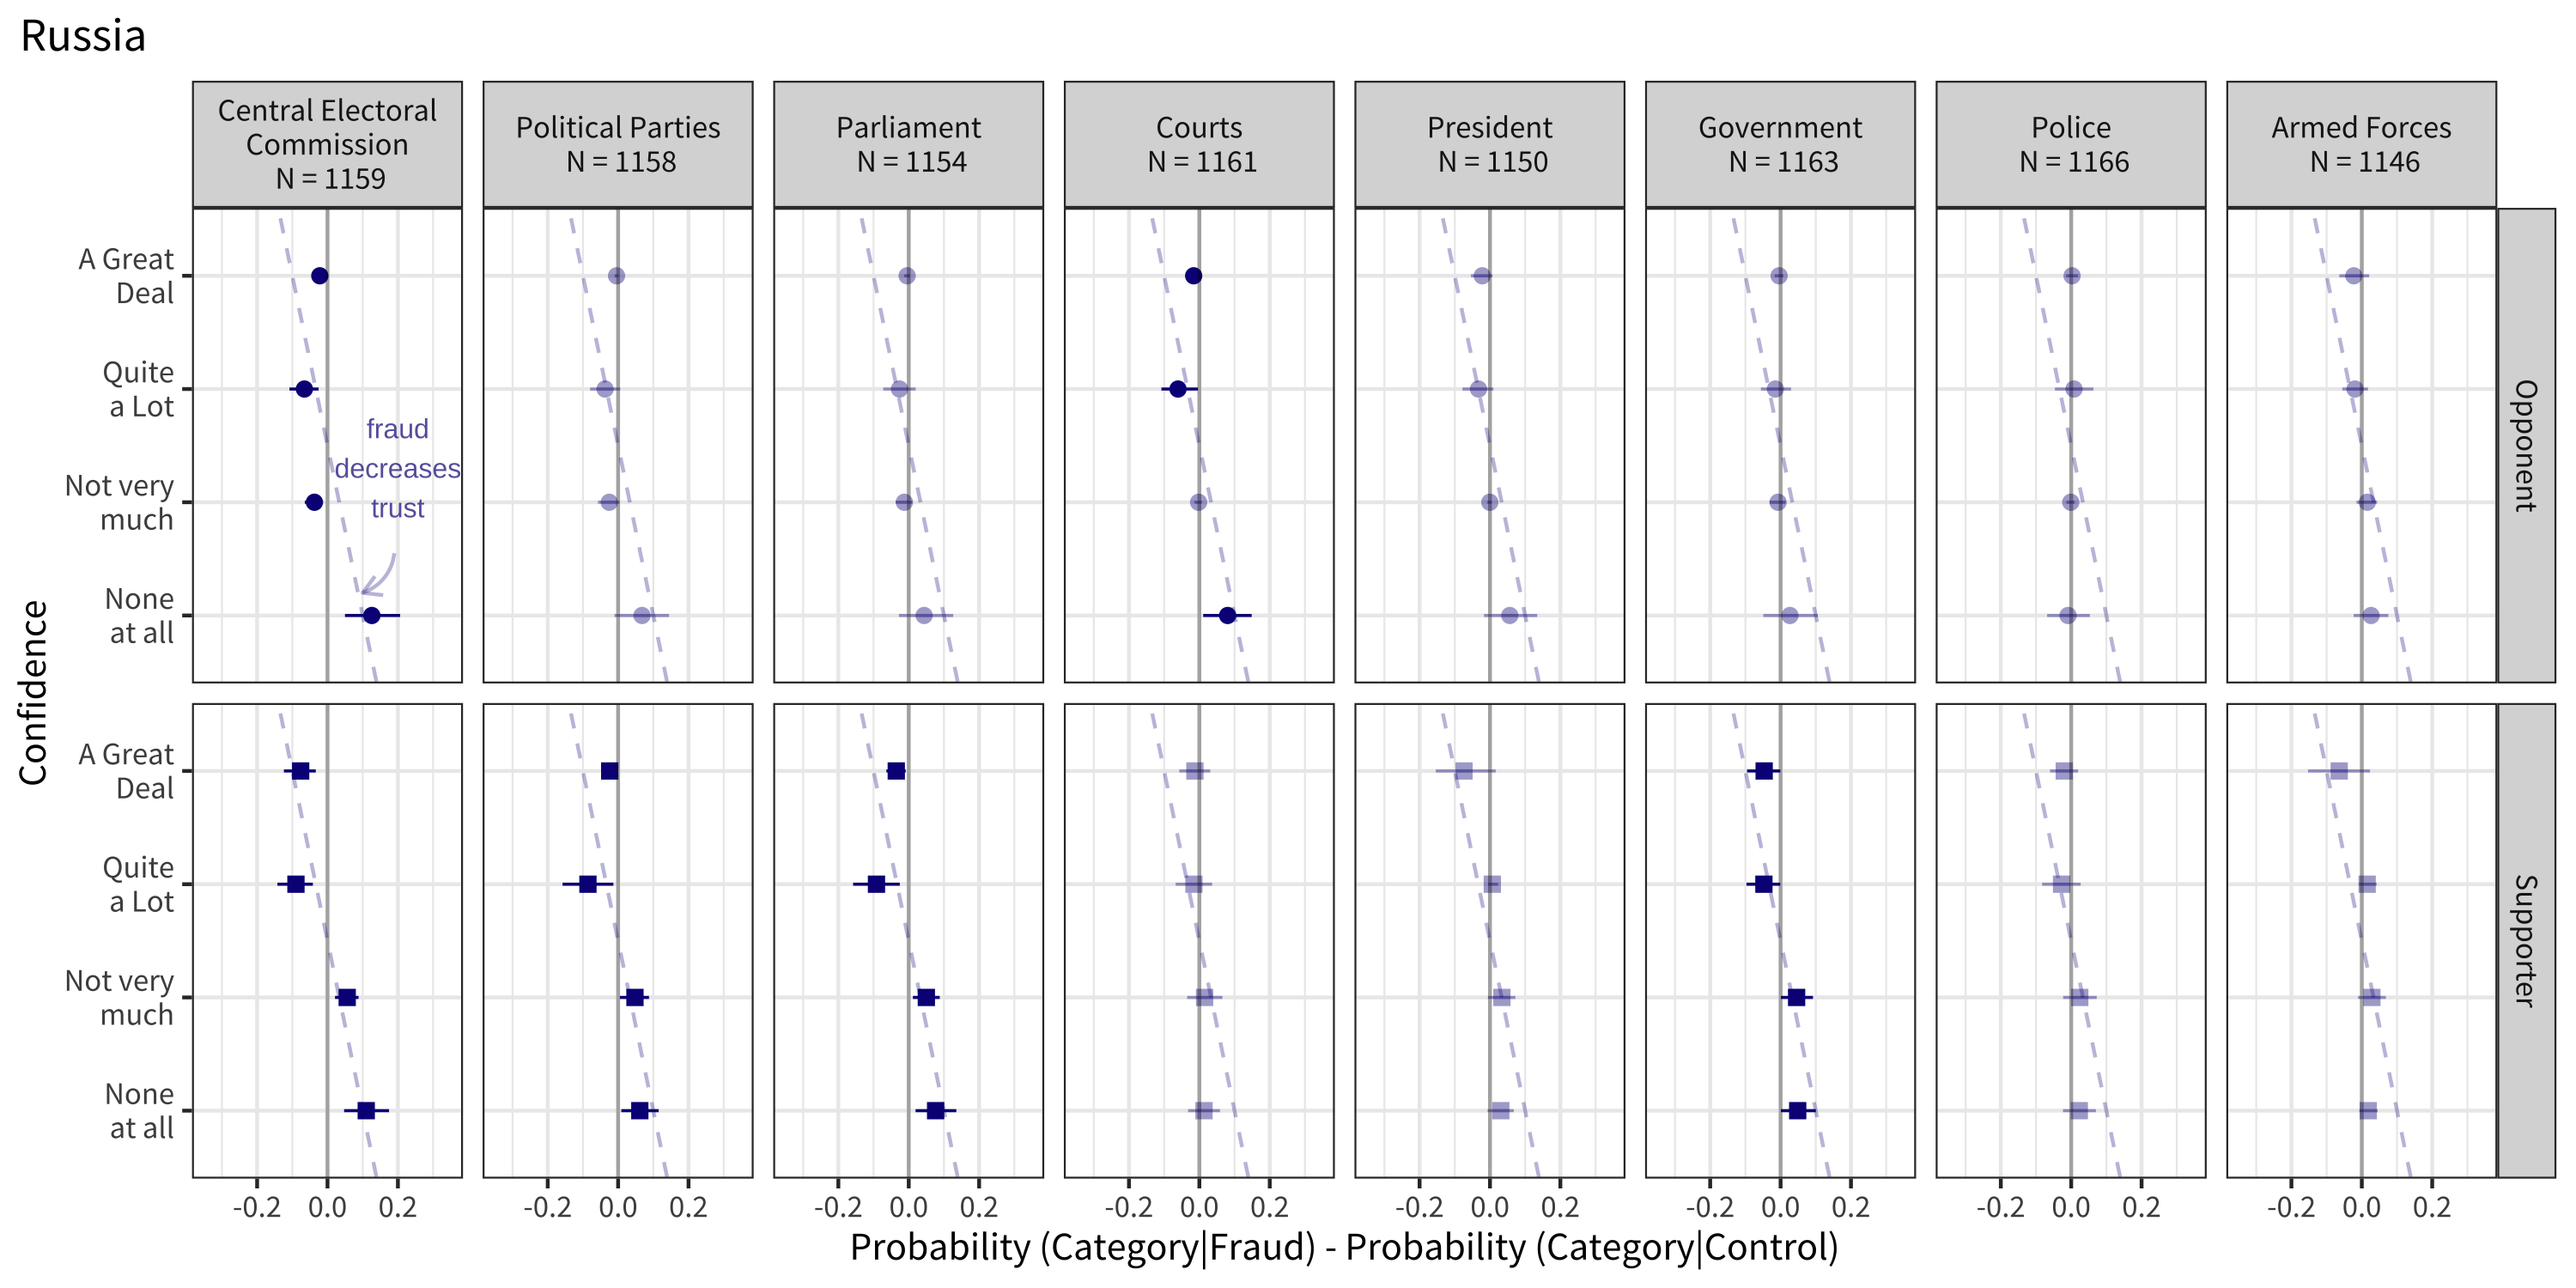 Russia
Central Electoral
Commission
N = 1159
Political Parties
N = 1158
Parliament
N = 1154
Courts
N = 1161
President
N = 1150
Government
N = 1163
Police
N = 1166
Armed Forces
N = 1146
Confidence
A Great
Deal
Quite
a Lot
Not very
much
None
at all
fraud
decreases
trust
Opponent
A Great
Deal
Quite
a Lot
Not very
much
None
at all
Supporter
-0.2 0.0 0.2
-0.2 0.0 0.2
-0.2 0.0 0.2
-0.2 0.0 0.2
-0.2 0.0 0.2
-0.2 0.0 0.2
-0.2 0.0 0.2
-0.2 0.0 0.2
Probability (Category|Fraud) - Probability (Category|Control)